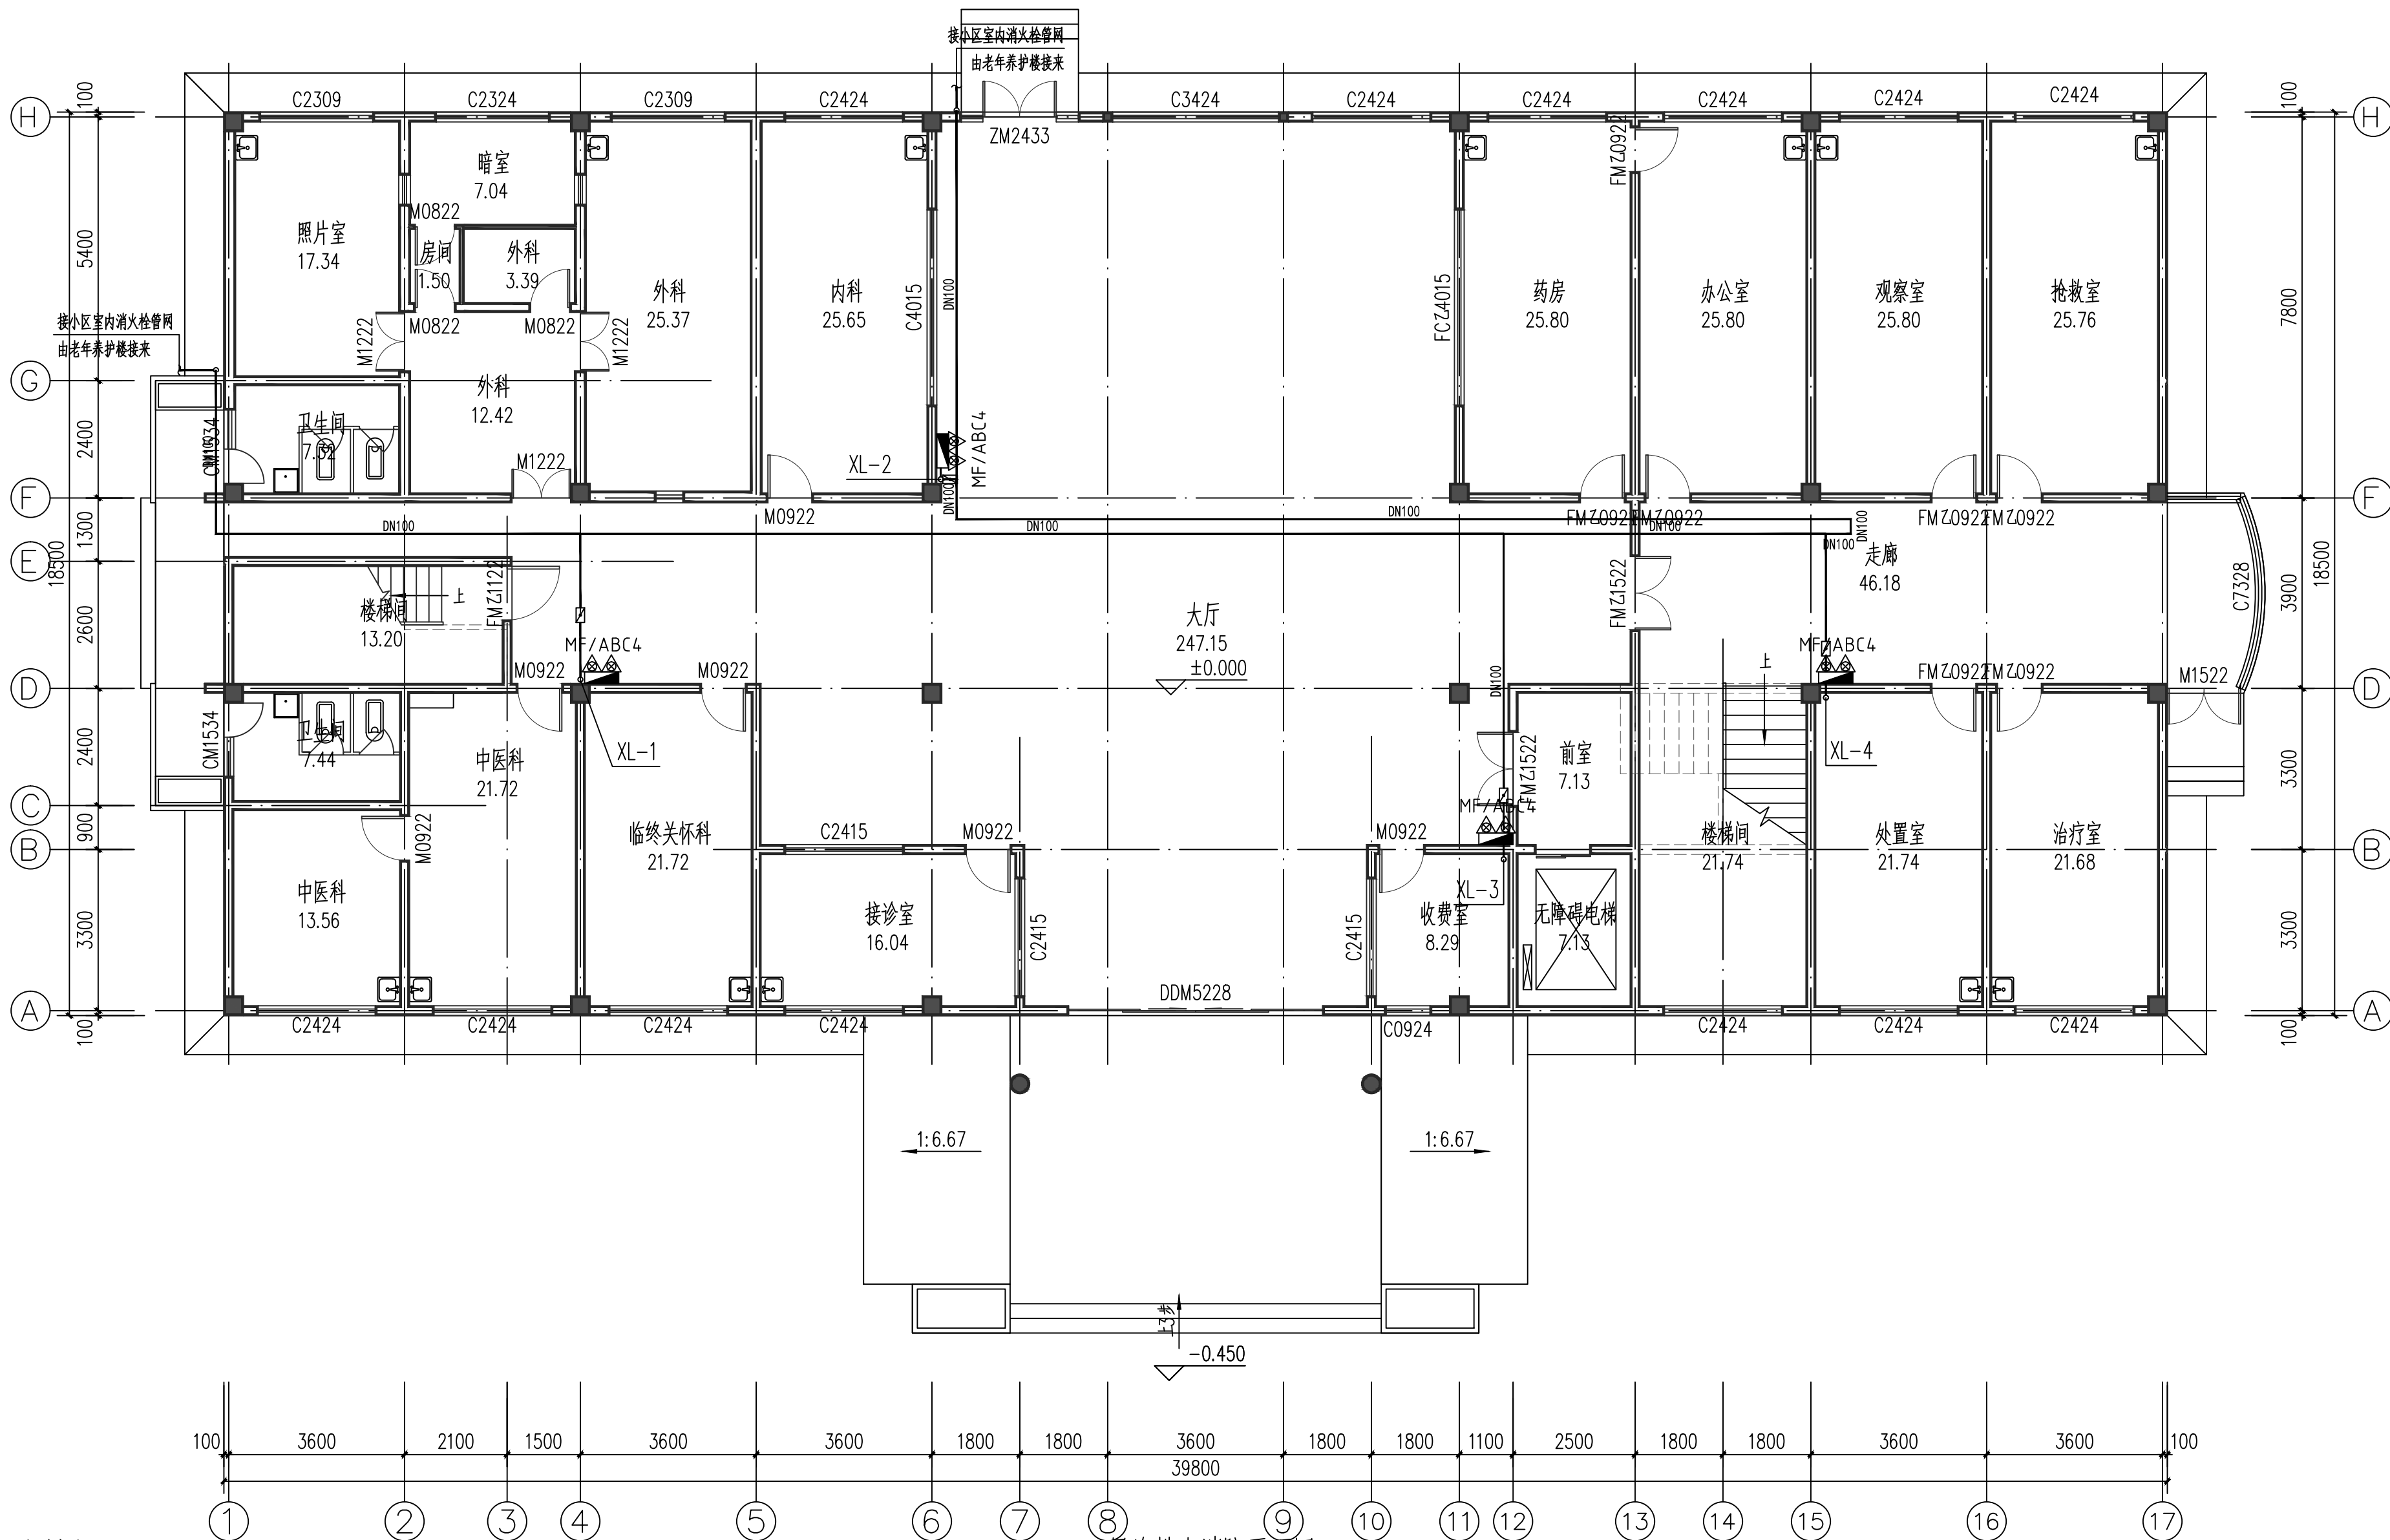 接小区室内消火栓管网
由老年养护楼接来
100
C2309
C2324
C2309
C2424
C3424
C2424
C2424
C2424
C2424
C2424
100
H
H
ZM2433
FMZ0922
暗室
7.04
M0822
照片室
17.34
房间
1.50
外科
3.39
5400
外科
25.37
内科
25.65
C4015
DN100
FCZ4015
药房
25.80
办公室
25.80
观察室
25.80
抢救室
25.76
7800
接小区室内消火栓管网
由老年养护楼接来
M1222
M0822
M0822
M1222
G
外科
12.42
卫生间
7.32
CM1534
DN100
2400
M1222
XL-2
MF/ABC4
DN100
F
F
M0922
FMZ0922
FMZ0922
FMZ0922
FMZ0922
1300
DN100
DN100
DN100
DN100
DN100
DN100
E
18500
走廊
46.18
18500
3900
C7328
FMZ1122
上
楼梯间
13.20
2600
FMZ1522
大厅
247.15
±0.000
MF/ABC4
MF/ABC4
M0922
M0922
DN100
上
FMZ0922
FMZ0922
M1522
D
D
卫生间
7.44
CM1534
2400
中医科
21.72
XL-1
FMZ1522
前室
7.13
XL-4
3300
C
MF/ABC4
900
M0922
临终关怀科
21.72
C2415
M0922
M0922
楼梯间
21.74
处置室
21.74
治疗室
21.68
B
B
中医科
13.56
接诊室
16.04
C2415
C2415
收费室
8.29
XL-3
无障碍电梯
7.13
3300
3300
DDM5228
A
A
C2424
C2424
C2424
C2424
C0924
C2424
C2424
C2424
100
100
1:6.67
1:6.67
上3步
-0.450
100
3600
2100
1500
3600
3600
1800
1800
3600
1800
1800
1100
2500
1800
1800
3600
3600
100
39800
1
2
3
4
5
6
7
8
9
10
11
12
13
14
15
16
17